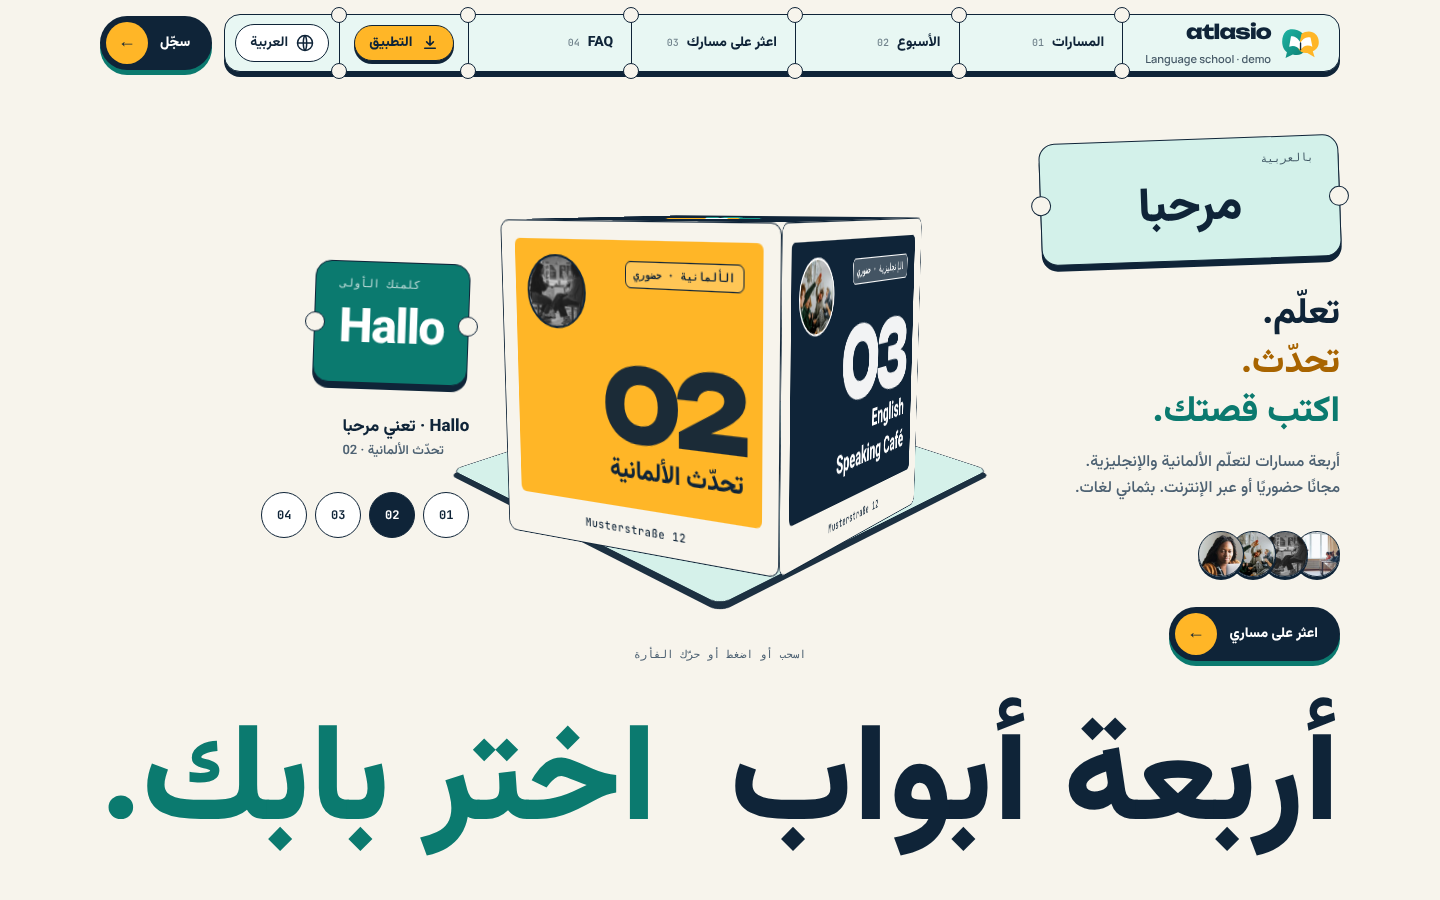 atlasio
Language school · demo
المسارات 01
الأسبوع 02
اعثر على مسارك 03
FAQ 04
التطبيق
العربية
سجّل ←
بالعربية
مرحبا
تعلّم.
تحدّث.
اكتب قصتك.
أربعة مسارات لتعلّم الألمانية والإنجليزية.
مجانًا حضوريًا أو عبر الإنترنت. بثماني لغات.
اعثر على مساري ←
الإنجليزية · حضوري
03
English
Speaking Café
Musterstraße 12
الألمانية · حضوري
02
تحدّث الألمانية
Musterstraße 12
كلمتك الأولى
Hallo
Hallo · تعني مرحبا
تحدّث الألمانية · 02
01 02 03 04
اسحب أو اضغط أو حرّك الفأرة
أربعة أبواب اختر بابك.